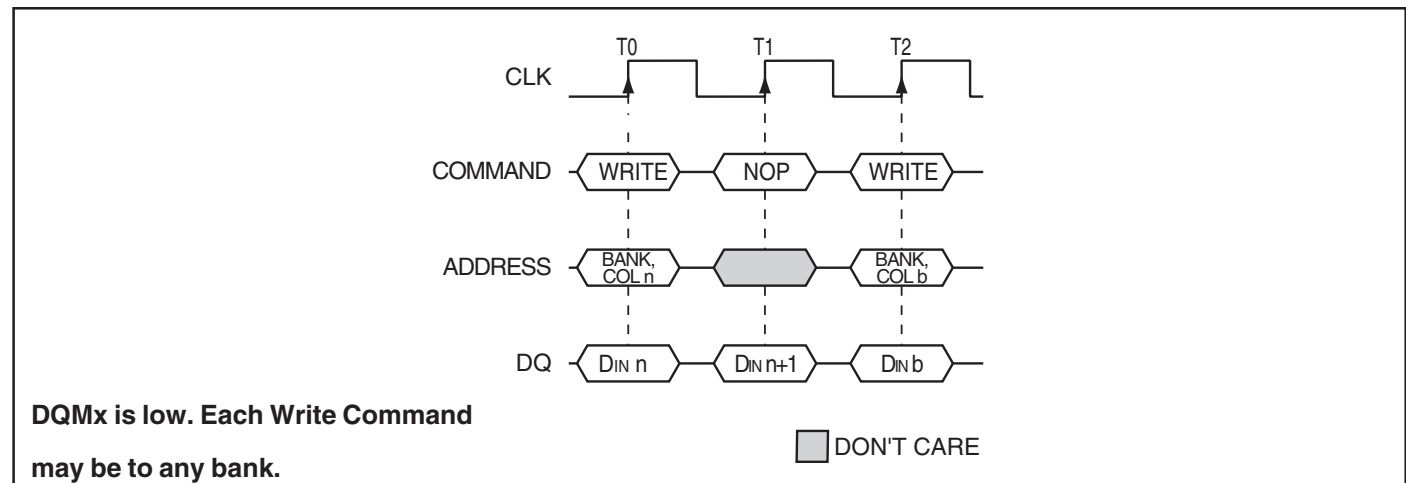 T0 T1 T2
CLK
COMMAND WRITE NOP WRITE
ADDRESS BANK, COL n BANK, COL b
DQ DIN n DIN n+1 DIN b
DQMx is low. Each Write Command
may be to any bank.
DON'T CARE